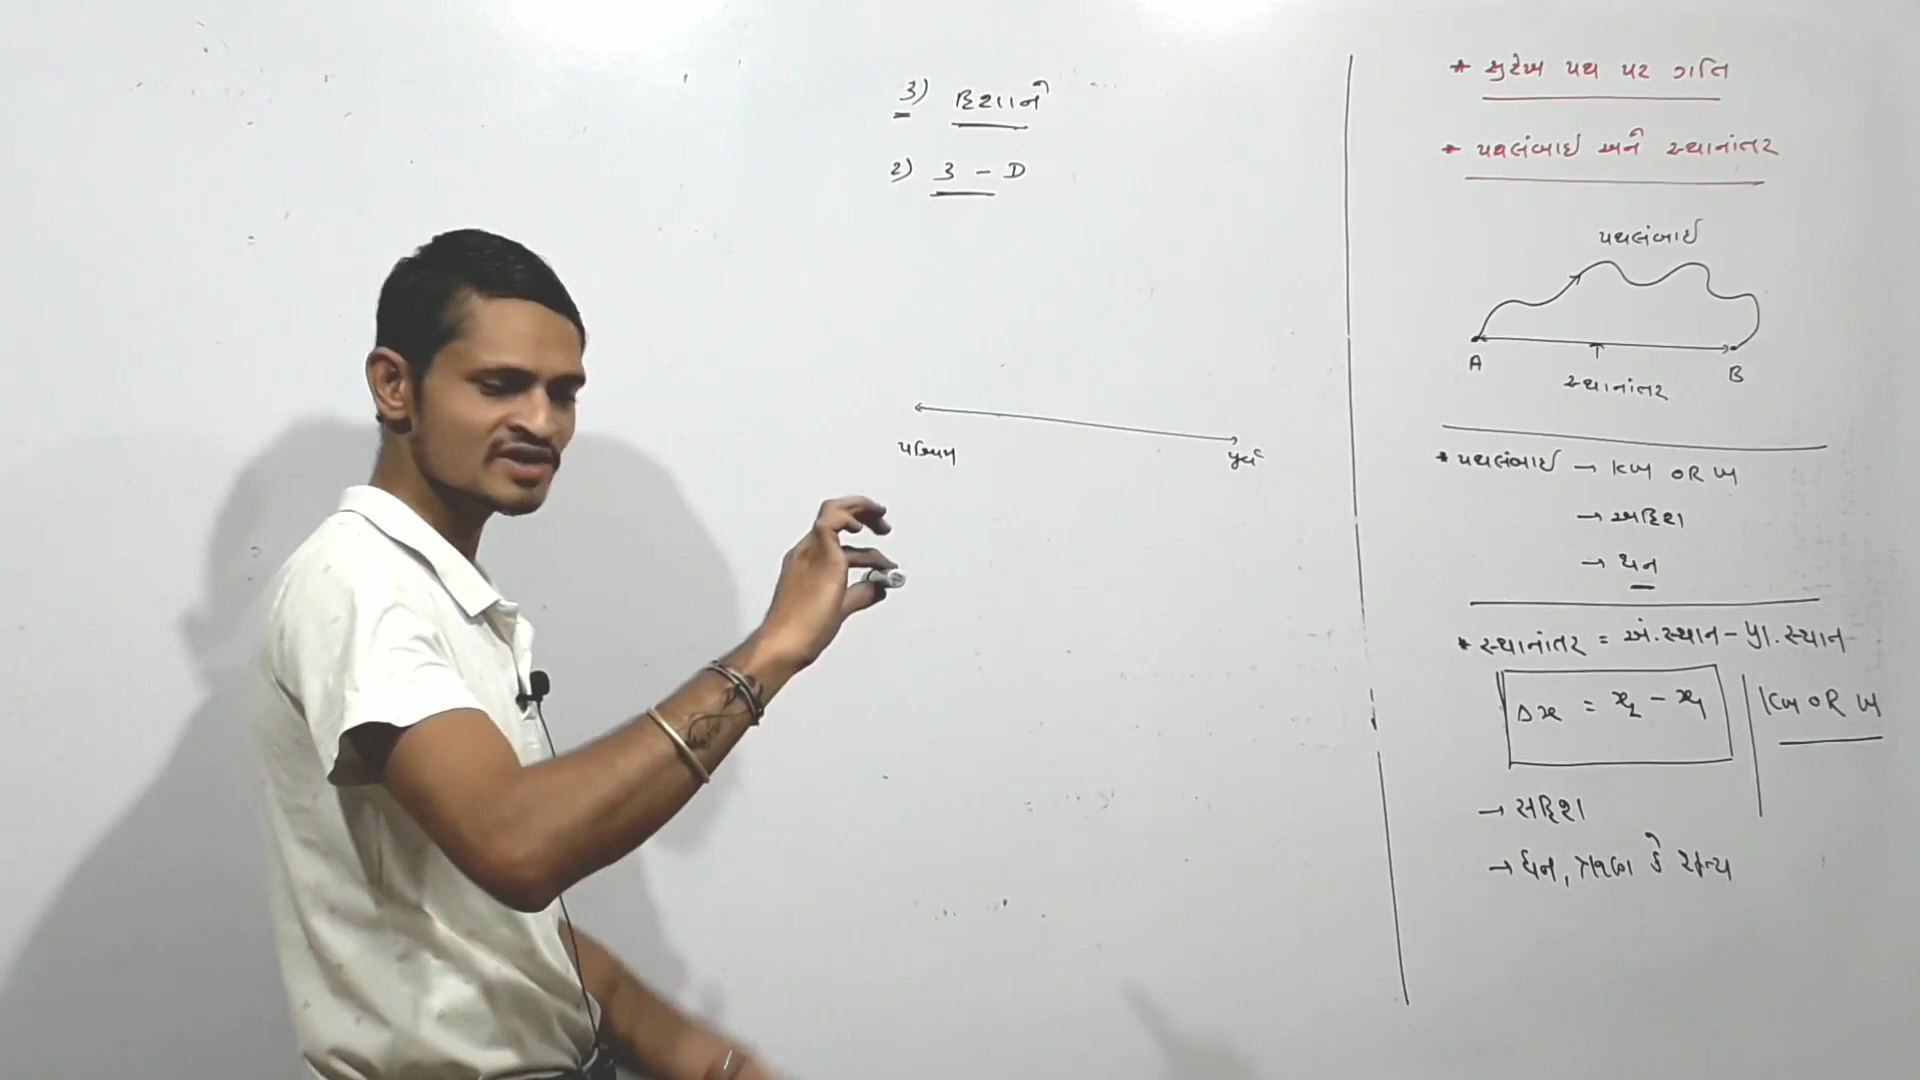 3) દિશાને
2) 3 - D
પશ્ચિમ
પૂર્વ
* સુરેખ પથ પર ગતિ
* પથલંબાઈ અને સ્થાનાંતર
પથલંબાઈ
A
B
સ્થાનાંતર
* પથલંબાઈ → KM OR M
→ અદિશ
→ ધન
* સ્થાનાંતર = અં.સ્થાન - પ્રા.સ્થાન
Δx = x₂ - x₁
KM OR M
→ સદિશ
→ ધન, ઋણ કે શૂન્ય